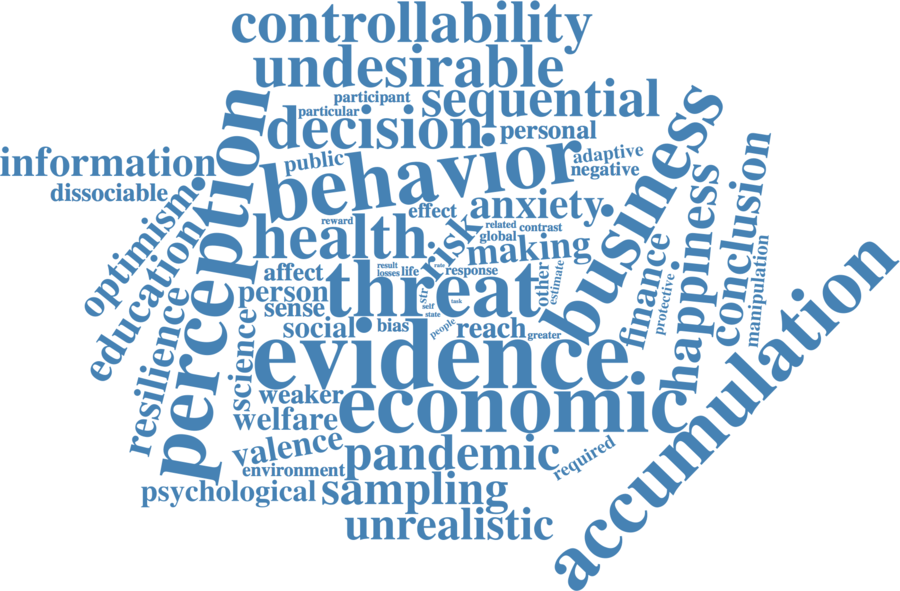 controllability
undesirable
participant
sequential
particular
decision
personal
information
public
behavior
adaptive
negative
dissociable
perception
optimism
education
resilience
reward
effect
anxiety
related
contrast
global
health
risk
making
business
happiness
conclusion
manipulation
finance
protective
affect
result
losses
life
rate
response
other
estimate
person
threat
str
self
task
state
sense
social
bias
people
reach
greater
science
evidence
weaker
economic
welfare
valence
environment
pandemic
required
accumulation
psychological
sampling
unrealistic